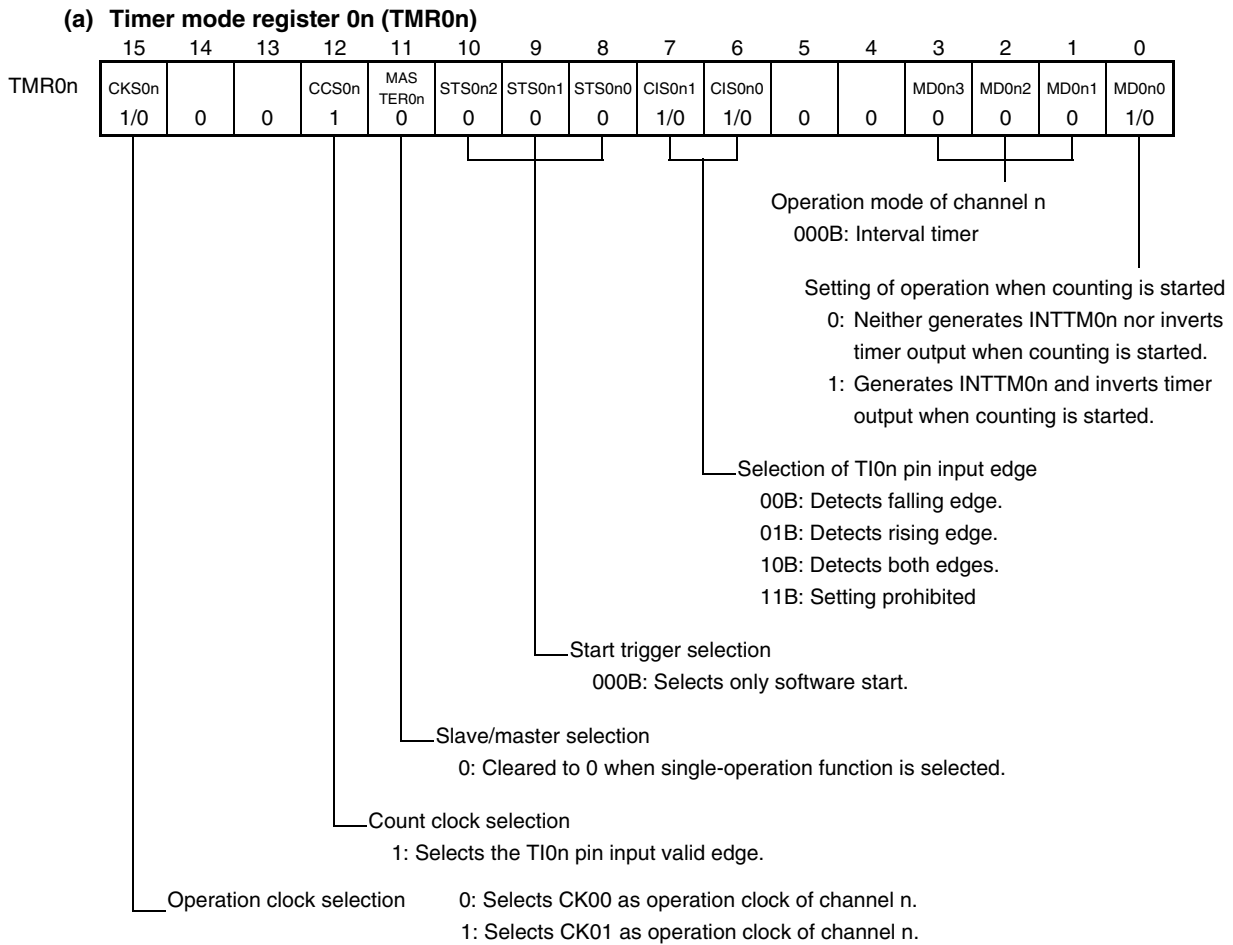 (a) Timer mode register 0n (TMR0n)
15 14 13 12 11 10 9 8 7 6 5 4 3 2 1 0
TMR0n
CKS0n CCS0n MAS TER0n STS0n2 STS0n1 STS0n0 CIS0n1 CIS0n0 MD0n3 MD0n2 MD0n1 MD0n0
1/0 0 0 1 0 0 0 0 1/0 1/0 0 0 0 0 0 1/0
Operation mode of channel n
000B: Interval timer
Setting of operation when counting is started
0: Neither generates INTTM0n nor inverts
timer output when counting is started.
1: Generates INTTM0n and inverts timer
output when counting is started.
Selection of TI0n pin input edge
00B: Detects falling edge.
01B: Detects rising edge.
10B: Detects both edges.
11B: Setting prohibited
Start trigger selection
000B: Selects only software start.
Slave/master selection
0: Cleared to 0 when single-operation function is selected.
Count clock selection
1: Selects the TI0n pin input valid edge.
Operation clock selection 0: Selects CK00 as operation clock of channel n.
1: Selects CK01 as operation clock of channel n.